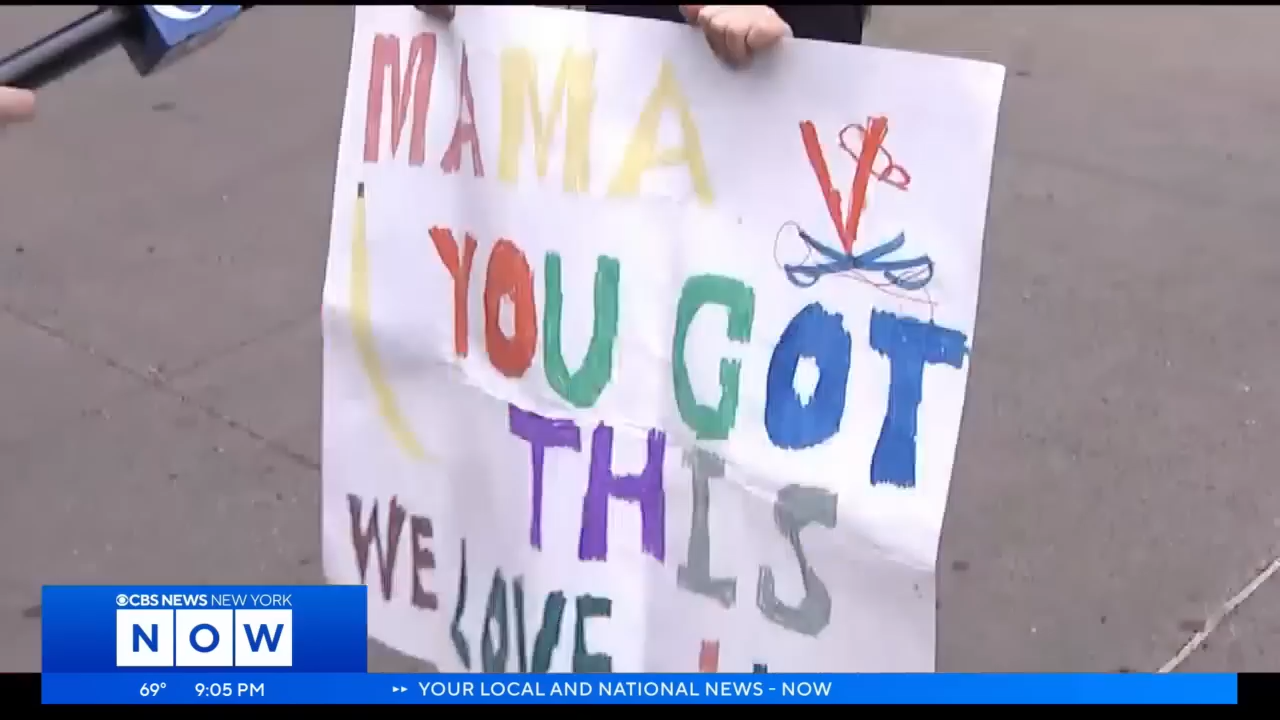 MAMA
YOU GOT
THIS
WE LOVE
CBS NEWS NEW YORK
NOW
69° 9:05 PM YOUR LOCAL AND NATIONAL NEWS - NOW